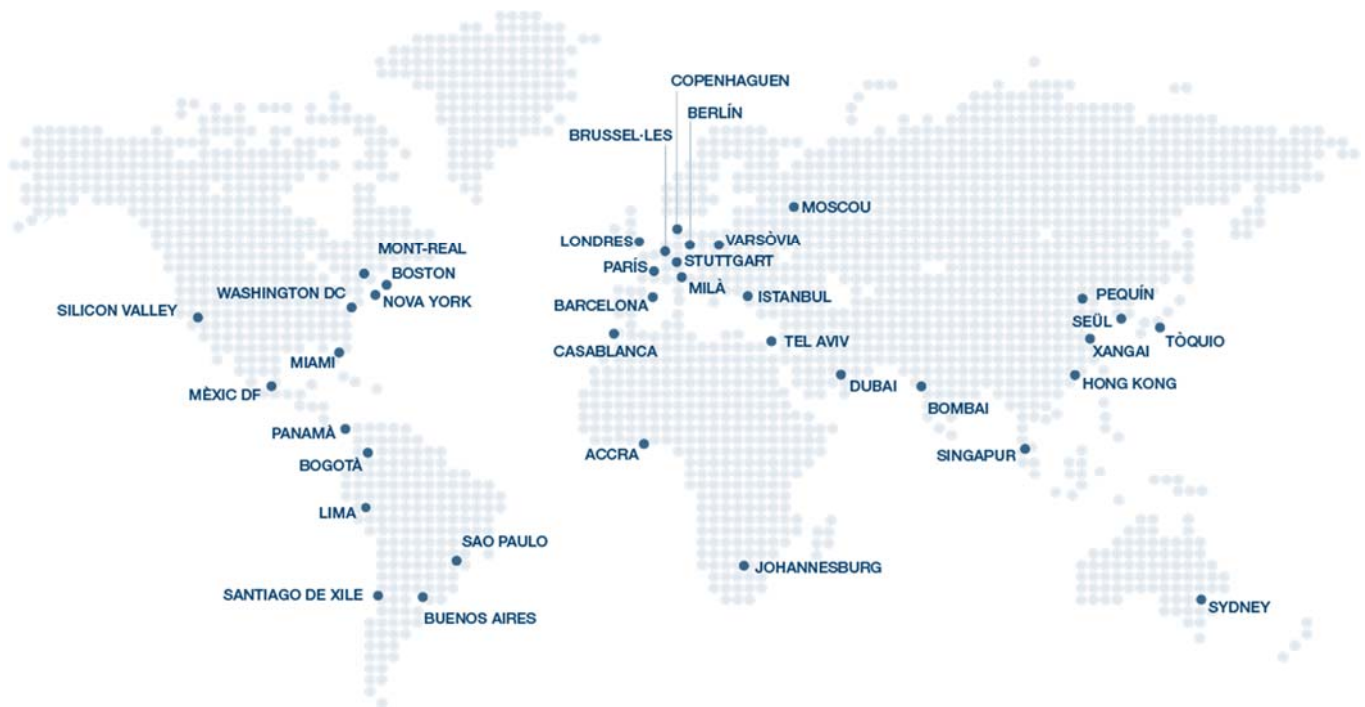 COPENHAGUEN
BERLÍN
BRUSSEL·LES
MOSCOU
LONDRES
VARSÒVIA
MONT-REAL
STUTTGART
PARÍS
BOSTON
MILÀ
WASHINGTON DC
PEQUÍN
ISTANBUL
NOVA YORK
BARCELONA
SILICON VALLEY
SEÜL
TÒQUIO
TEL AVIV
XANGAI
CASABLANCA
MIAMI
HONG KONG
DUBAI
MÈXIC DF
BOMBAI
PANAMÀ
ACCRA
SINGAPUR
BOGOTÀ
LIMA
SAO PAULO
JOHANNESBURG
SANTIAGO DE XILE
SYDNEY
BUENOS AIRES